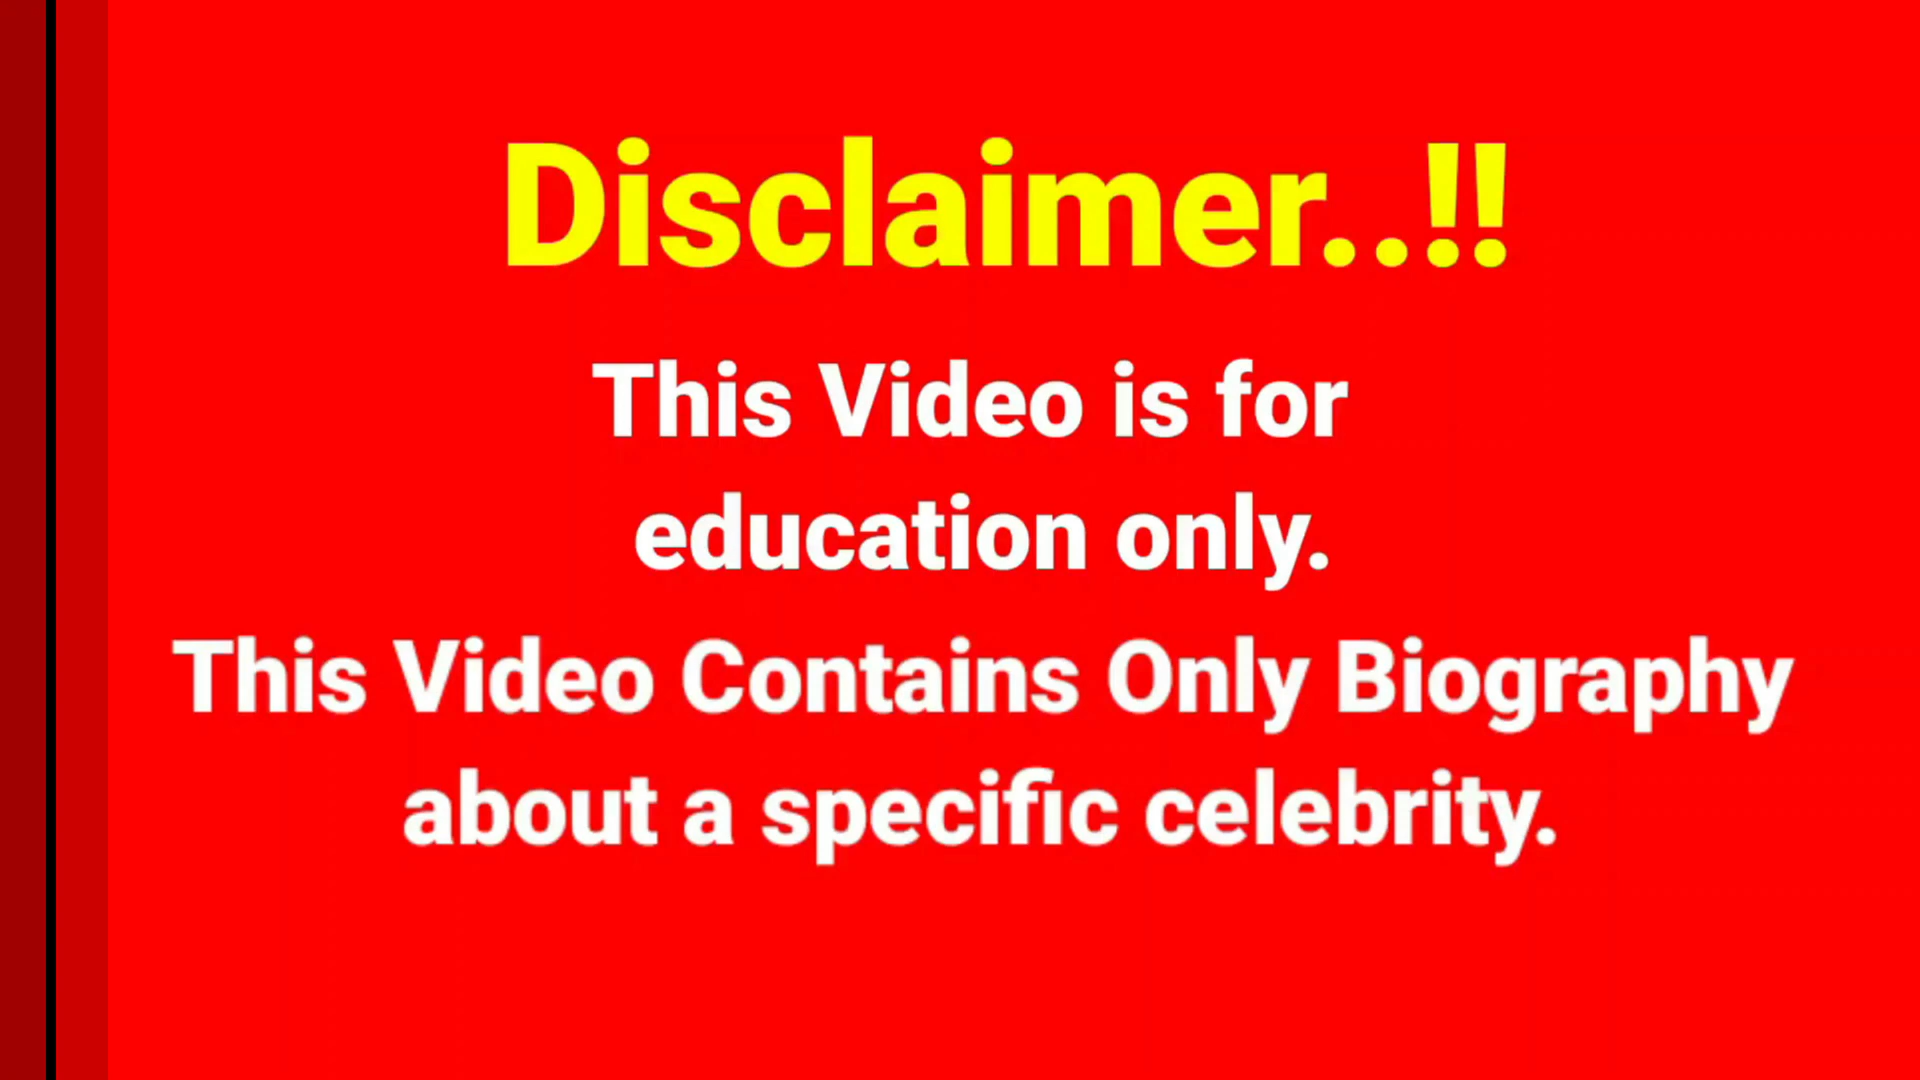 Disclaimer..!!
This Video is for
education only.
This Video Contains Only Biography
about a specific celebrity.